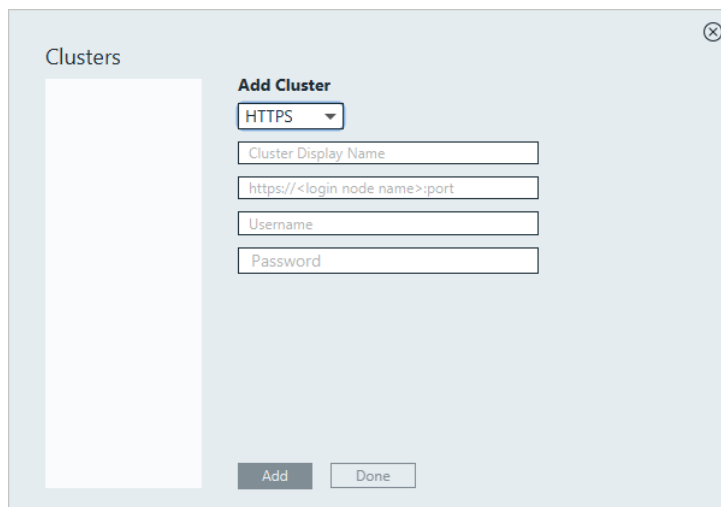 Clusters
Add Cluster
HTTPS
Cluster Display Name
https://<login node name>:port
Username
Password
Add Done